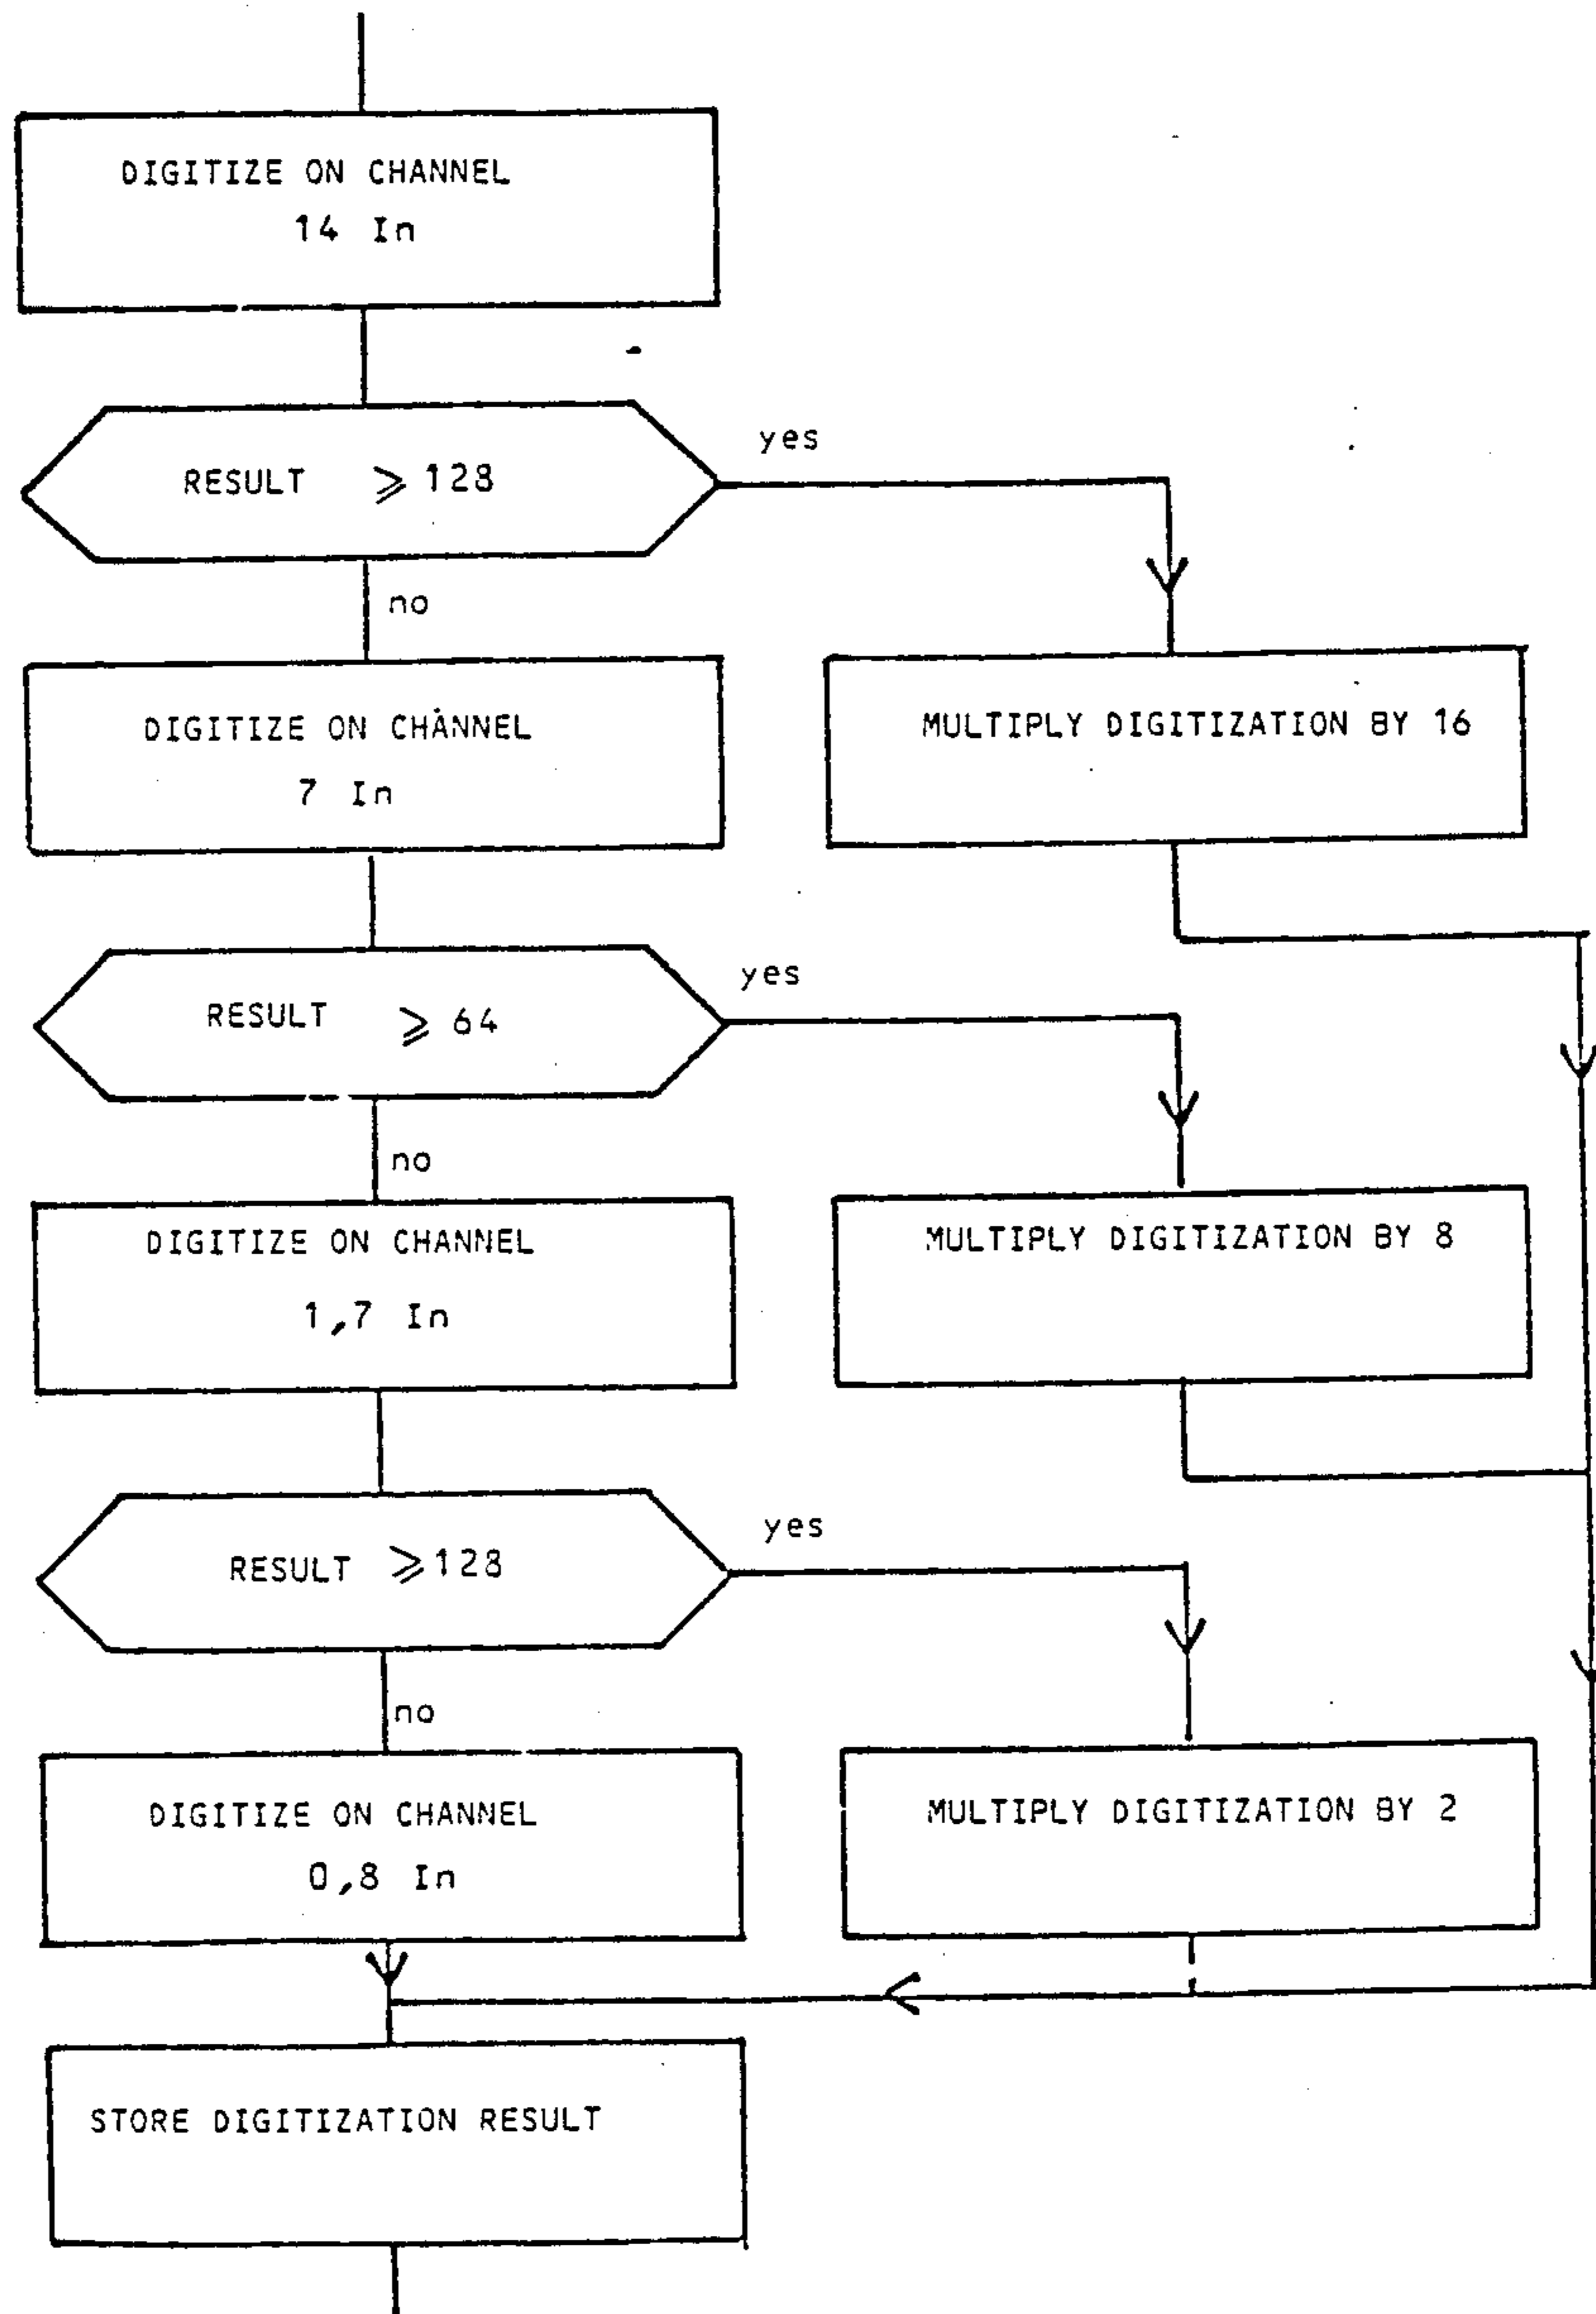 DIGITIZE ON CHANNEL
14 In
RESULT ⩾ 128
yes
no
DIGITIZE ON CHANNEL
7 In
MULTIPLY DIGITIZATION BY 16
RESULT ⩾ 64
yes
no
DIGITIZE ON CHANNEL
1,7 In
MULTIPLY DIGITIZATION BY 8
RESULT ⩾ 128
yes
no
DIGITIZE ON CHANNEL
0,8 In
MULTIPLY DIGITIZATION BY 2
STORE DIGITIZATION RESULT